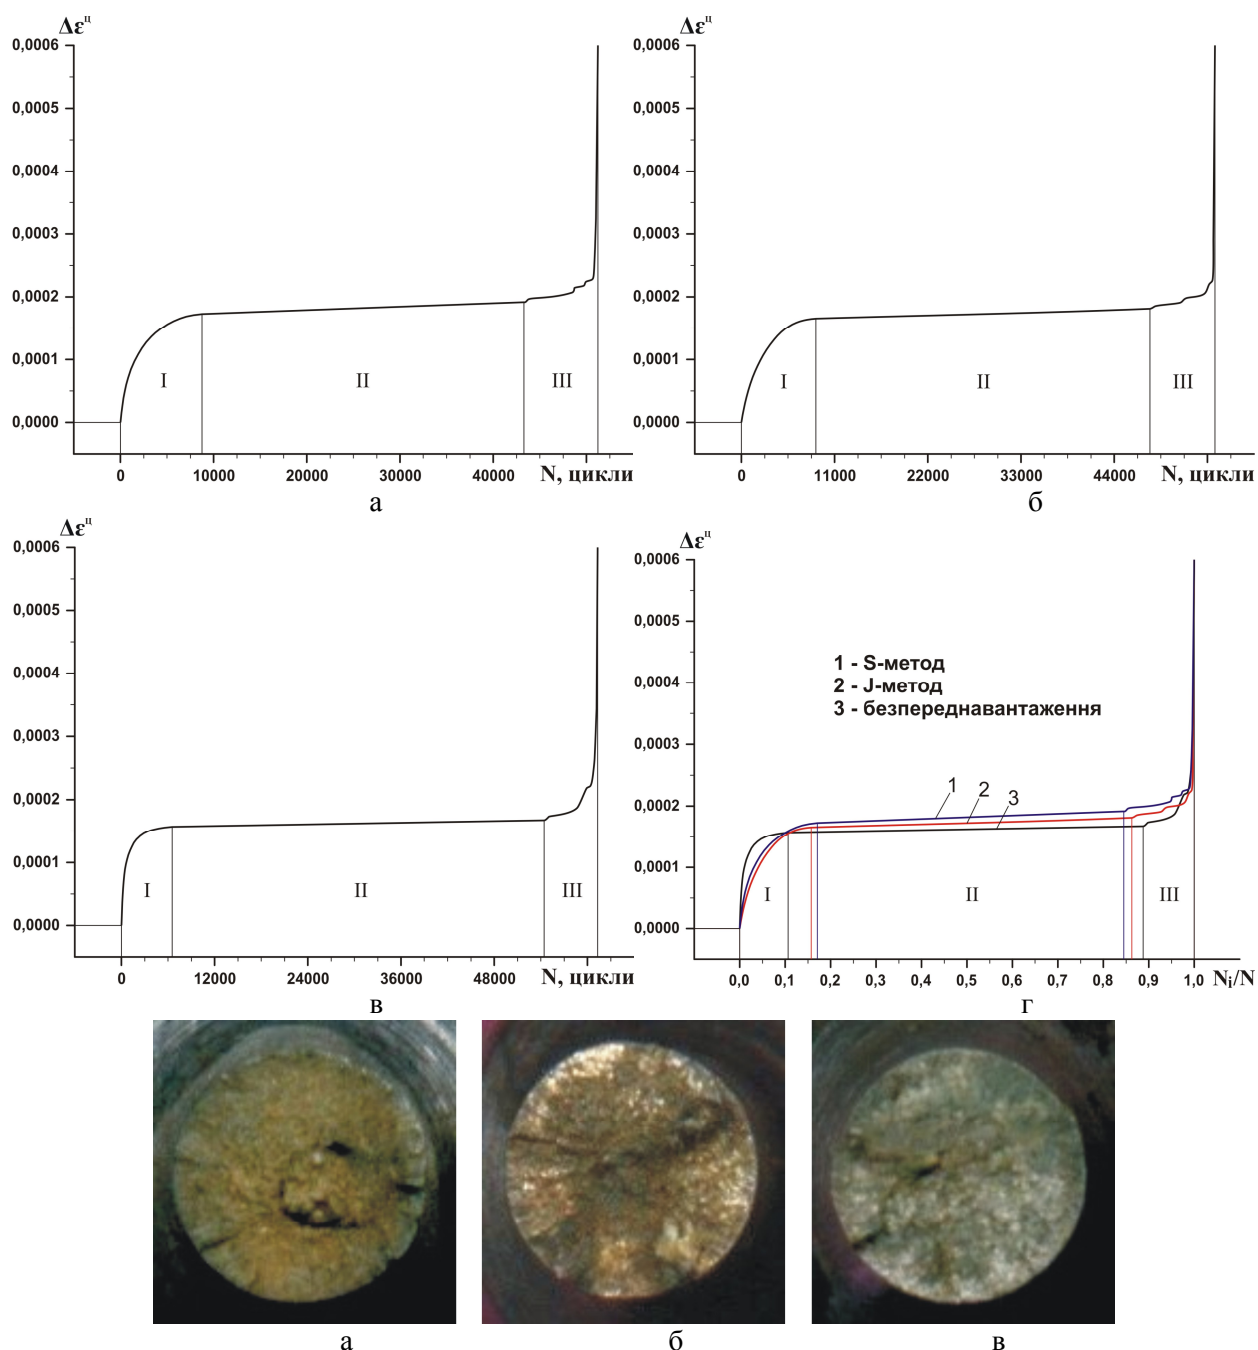 Δεᶣ
0,0006
0,0005
0,0004
0,0003
0,0002
0,0001
0,0000
I
II
III
0
10000
20000
30000
40000
N, цикли
а
Δεᶣ
0,0006
0,0005
0,0004
0,0003
0,0002
0,0001
0,0000
I
II
III
0
11000
22000
33000
44000
N, цикли
б
Δεᶣ
0,0006
0,0005
0,0004
0,0003
0,0002
0,0001
0,0000
I
II
III
0
12000
24000
36000
48000
N, цикли
в
Δεᶣ
0,0006
0,0005
0,0004
0,0003
0,0002
0,0001
0,0000
1 - S-метод
2 - J-метод
3 - безпереднавантаження
1
2
3
I
II
III
0,0
0,1
0,2
0,3
0,4
0,5
0,6
0,7
0,8
0,9
1,0
Nᵢ/N
г
а
б
в